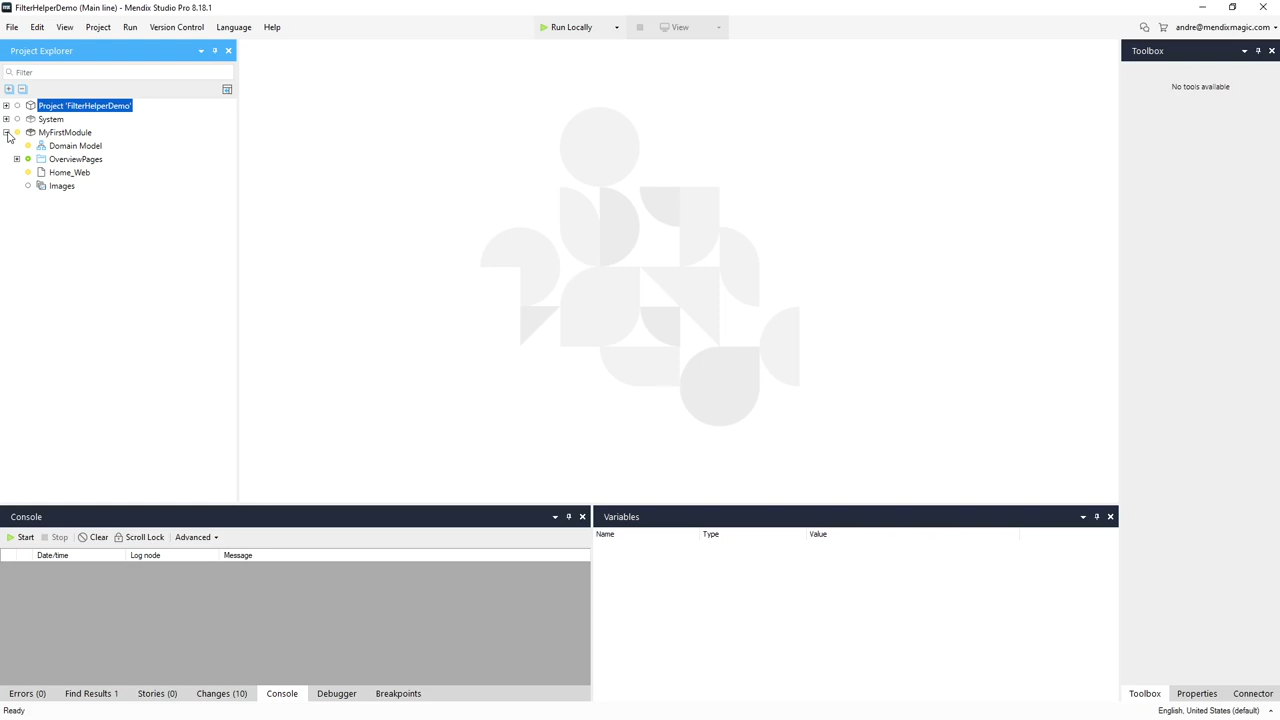 FilterHelperDemo (Main line) - Mendix Studio Pro 8.18.1
File Edit View Project Run Version Control Language Help
Run Locally
View
andre@mendixmagic.com
Project Explorer
Filter
Project 'FilterHelperDemo'
System
MyFirstModule
Domain Model
OverviewPages
Home_Web
Images
Toolbox
No tools available
Console
Start Stop Clear Scroll Lock Advanced
Date/time Log node Message
Variables
Name Type Value
Errors (0) Find Results 1 Stories (0) Changes (10) Console Debugger Breakpoints
Toolbox Properties Connector
Ready
English, United States (default)